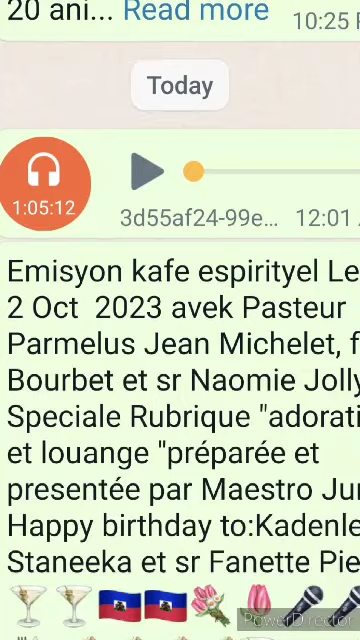 20 ani... Read more
10:25
Today
1:05:12
3d55af24-99e... 12:01
Emisyon kafe espirityel Le
2 Oct 2023 avek Pasteur
Parmelus Jean Michelet, f
Bourbet et sr Naomie Jolly
Speciale Rubrique "adorati
et louange "préparée et
presentée par Maestro Ju
Happy birthday to:Kadenle
Staneeka et sr Fanette Pie
PowerDirector